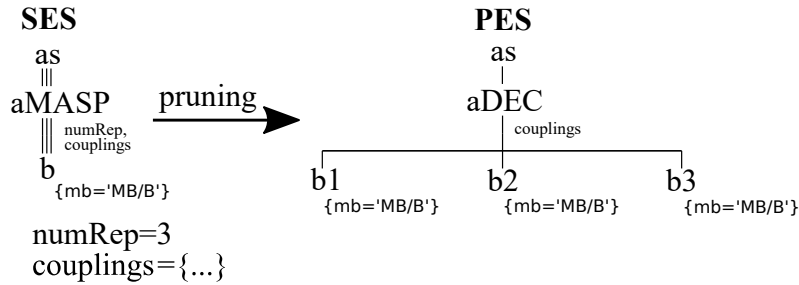 SES
as
aMASP
numRep,
couplings
b
{mb='MB/B'}
numRep=3
couplings={...}
pruning
PES
as
aDEC
couplings
b1 b2 b3
{mb='MB/B'} {mb='MB/B'} {mb='MB/B'}